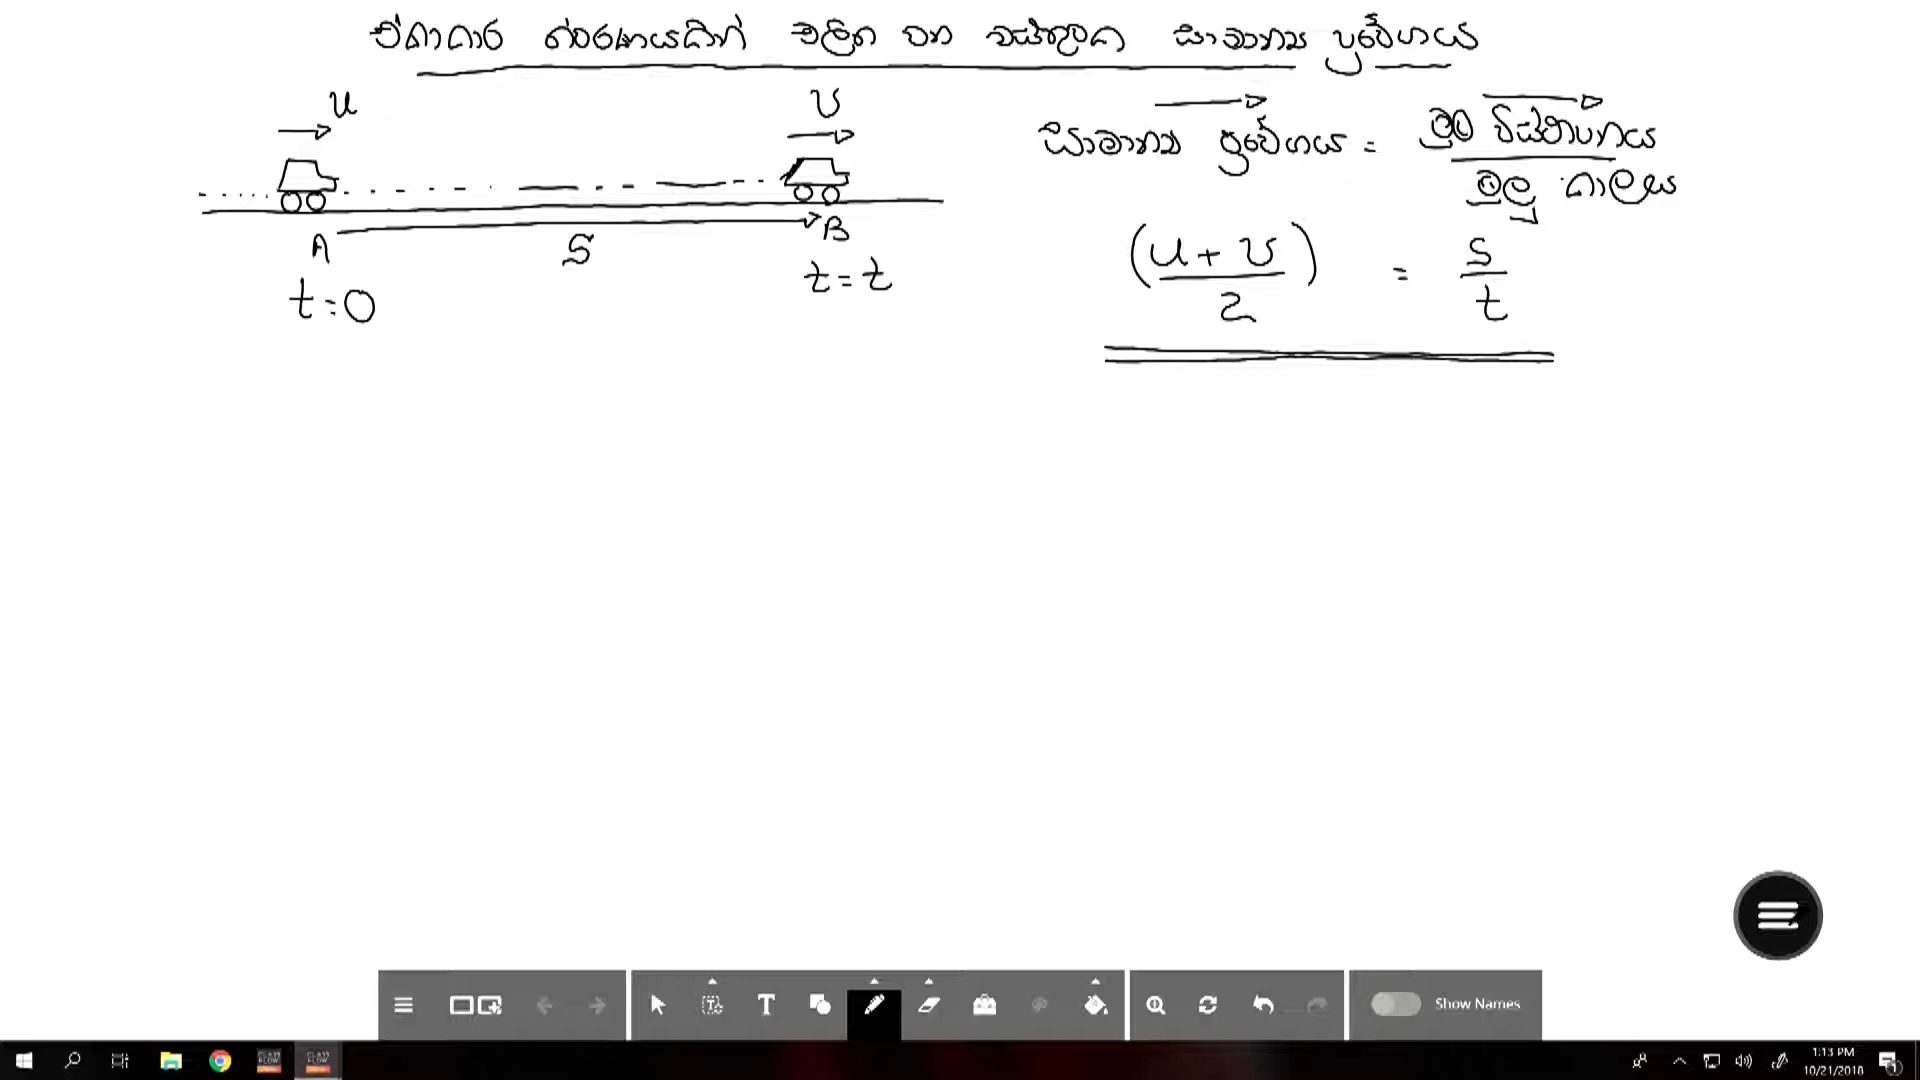 ඒකාකාර ත්වරණයකින් චලිත වන වස්තුවක සාමාන්‍ය ප්‍රවේගය
u
v
A
S
B
t = 0
t = t
සාමාන්‍ය ප්‍රවේගය = මුළු විස්ථාපනය
මුලු කාලය
(u + v / 2) = s / t
Show Names
1:13 PM
10/21/2018